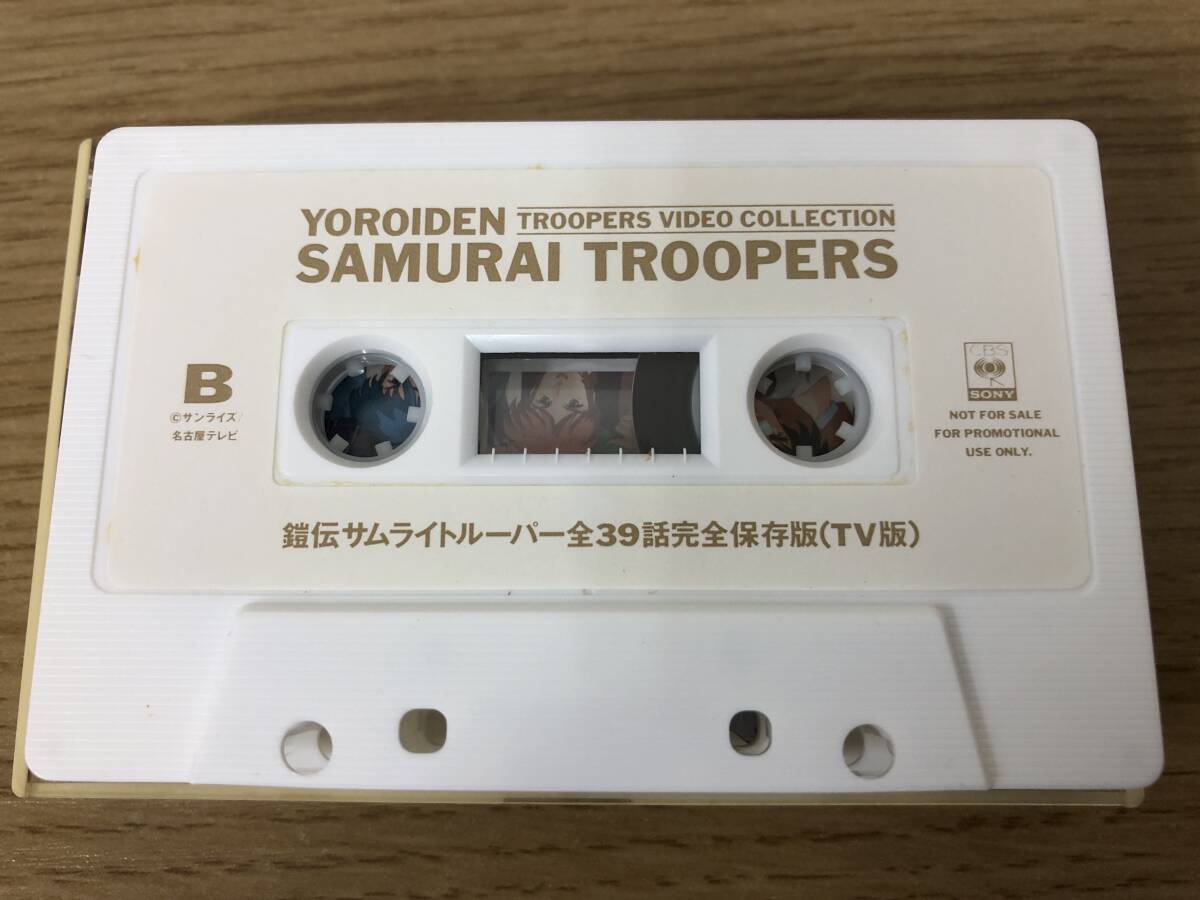 YOROIDEN TROOPERS VIDEO COLLECTION
SAMURAI TROOPERS
B
©サンライズ/
名古屋テレビ
CBS
SONY
NOT FOR SALE
FOR PROMOTIONAL
USE ONLY.
鎧伝サムライトルーパー全39話完全保存版(TV版)